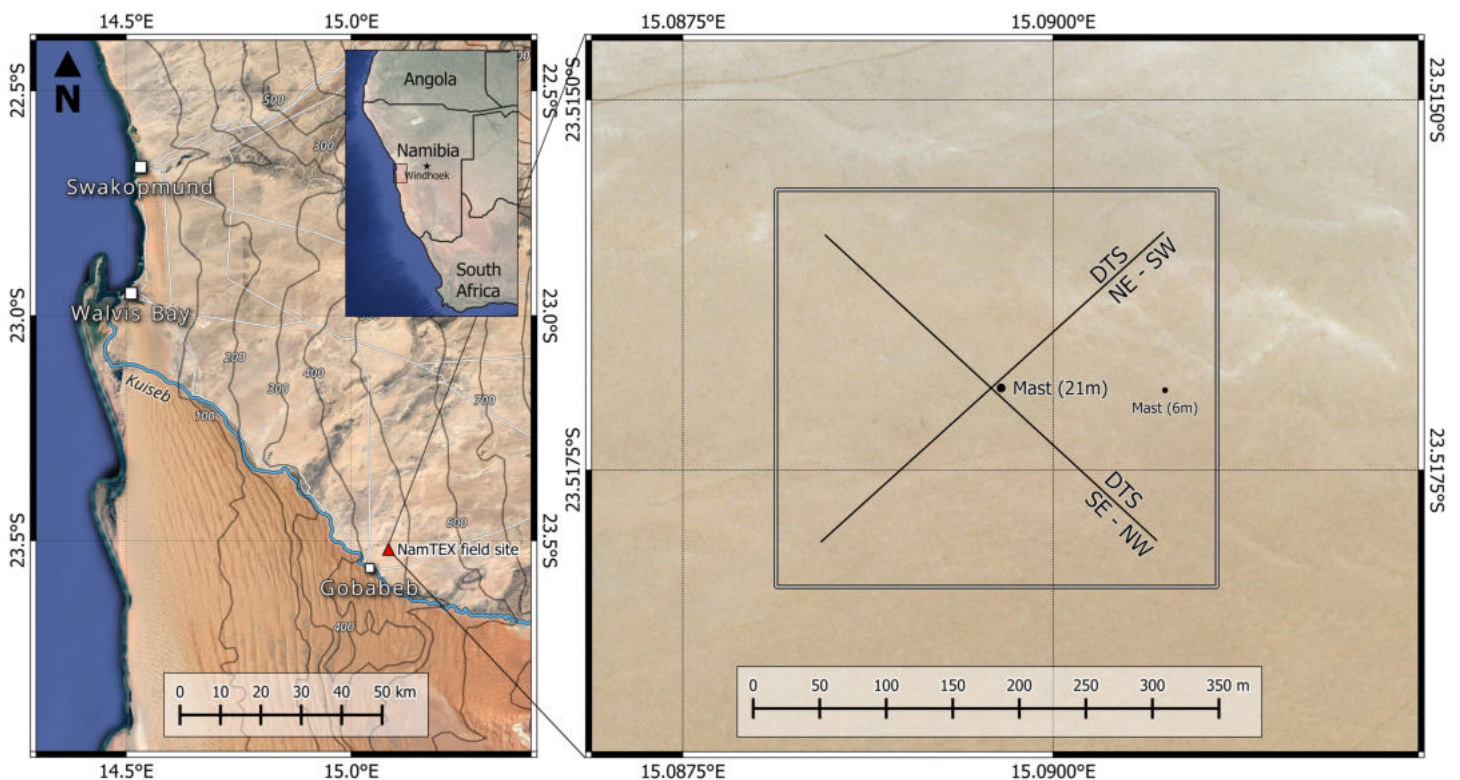 14.5°E
15.0°E
15.0875°E
15.0900°E
N
22.5°S
22.5°S
23.5150°S
23.5150°S
500
300
Angola
Namibia
Windhoek
South
Africa
Swakopmund
Walvis Bay
23.0°S
23.0°S
Kuiseb
200
300
400
100
700
600
23.5°S
23.5°S
NamTEX field site
Gobabeb
400
0 10 20 30 40 50 km
DTS
NE - SW
Mast (21m)
Mast (6m)
DTS
SE - NW
23.5175°S
23.5175°S
0 50 100 150 200 250 300 350 m
14.5°E
15.0°E
15.0875°E
15.0900°E